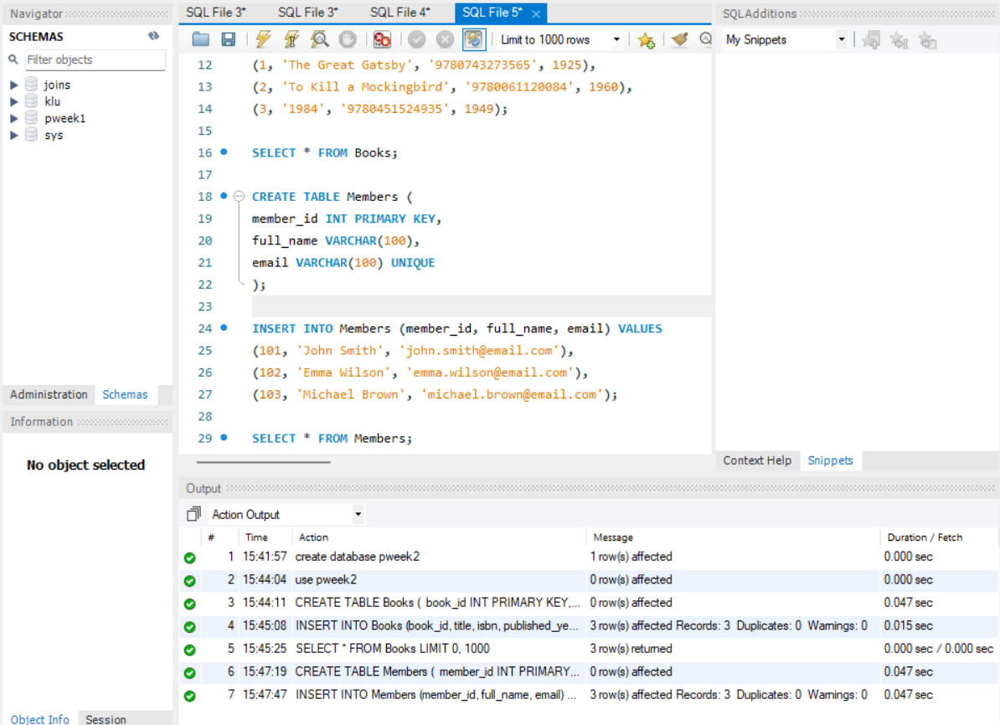 Navigator
SCHEMAS
Filter objects
joins
klu
pweek1
sys
Administration Schemas
Information
No object selected
Object Info Session
SQL File 3* SQL File 3* SQL File 4* SQL File 5*
Limit to 1000 rows
12 (1, 'The Great Gatsby', '9780743273565', 1925),
13 (2, 'To Kill a Mockingbird', '9780061120084', 1960),
14 (3, '1984', '9780451524935', 1949);
15
16 SELECT * FROM Books;
17
18 CREATE TABLE Members (
19 member_id INT PRIMARY KEY,
20 full_name VARCHAR(100),
21 email VARCHAR(100) UNIQUE
22 );
23
24 INSERT INTO Members (member_id, full_name, email) VALUES
25 (101, 'John Smith', 'john.smith@email.com'),
26 (102, 'Emma Wilson', 'emma.wilson@email.com'),
27 (103, 'Michael Brown', 'michael.brown@email.com');
28
29 SELECT * FROM Members;
SQLAdditions
My Snippets
Context Help Snippets
Output
Action Output
# Time Action Message Duration / Fetch
1 15:41:57 create database pweek2 1 row(s) affected 0.000 sec
2 15:44:04 use pweek2 0 row(s) affected 0.000 sec
3 15:44:11 CREATE TABLE Books ( book_id INT PRIMARY KEY,... 0 row(s) affected 0.047 sec
4 15:45:08 INSERT INTO Books (book_id, title, isbn, published_ye... 3 row(s) affected Records: 3 Duplicates: 0 Warnings: 0 0.015 sec
5 15:45:25 SELECT * FROM Books LIMIT 0, 1000 3 row(s) returned 0.000 sec / 0.000 sec
6 15:47:19 CREATE TABLE Members ( member_id INT PRIMARY... 0 row(s) affected 0.047 sec
7 15:47:47 INSERT INTO Members (member_id, full_name, email) ... 3 row(s) affected Records: 3 Duplicates: 0 Warnings: 0 0.047 sec